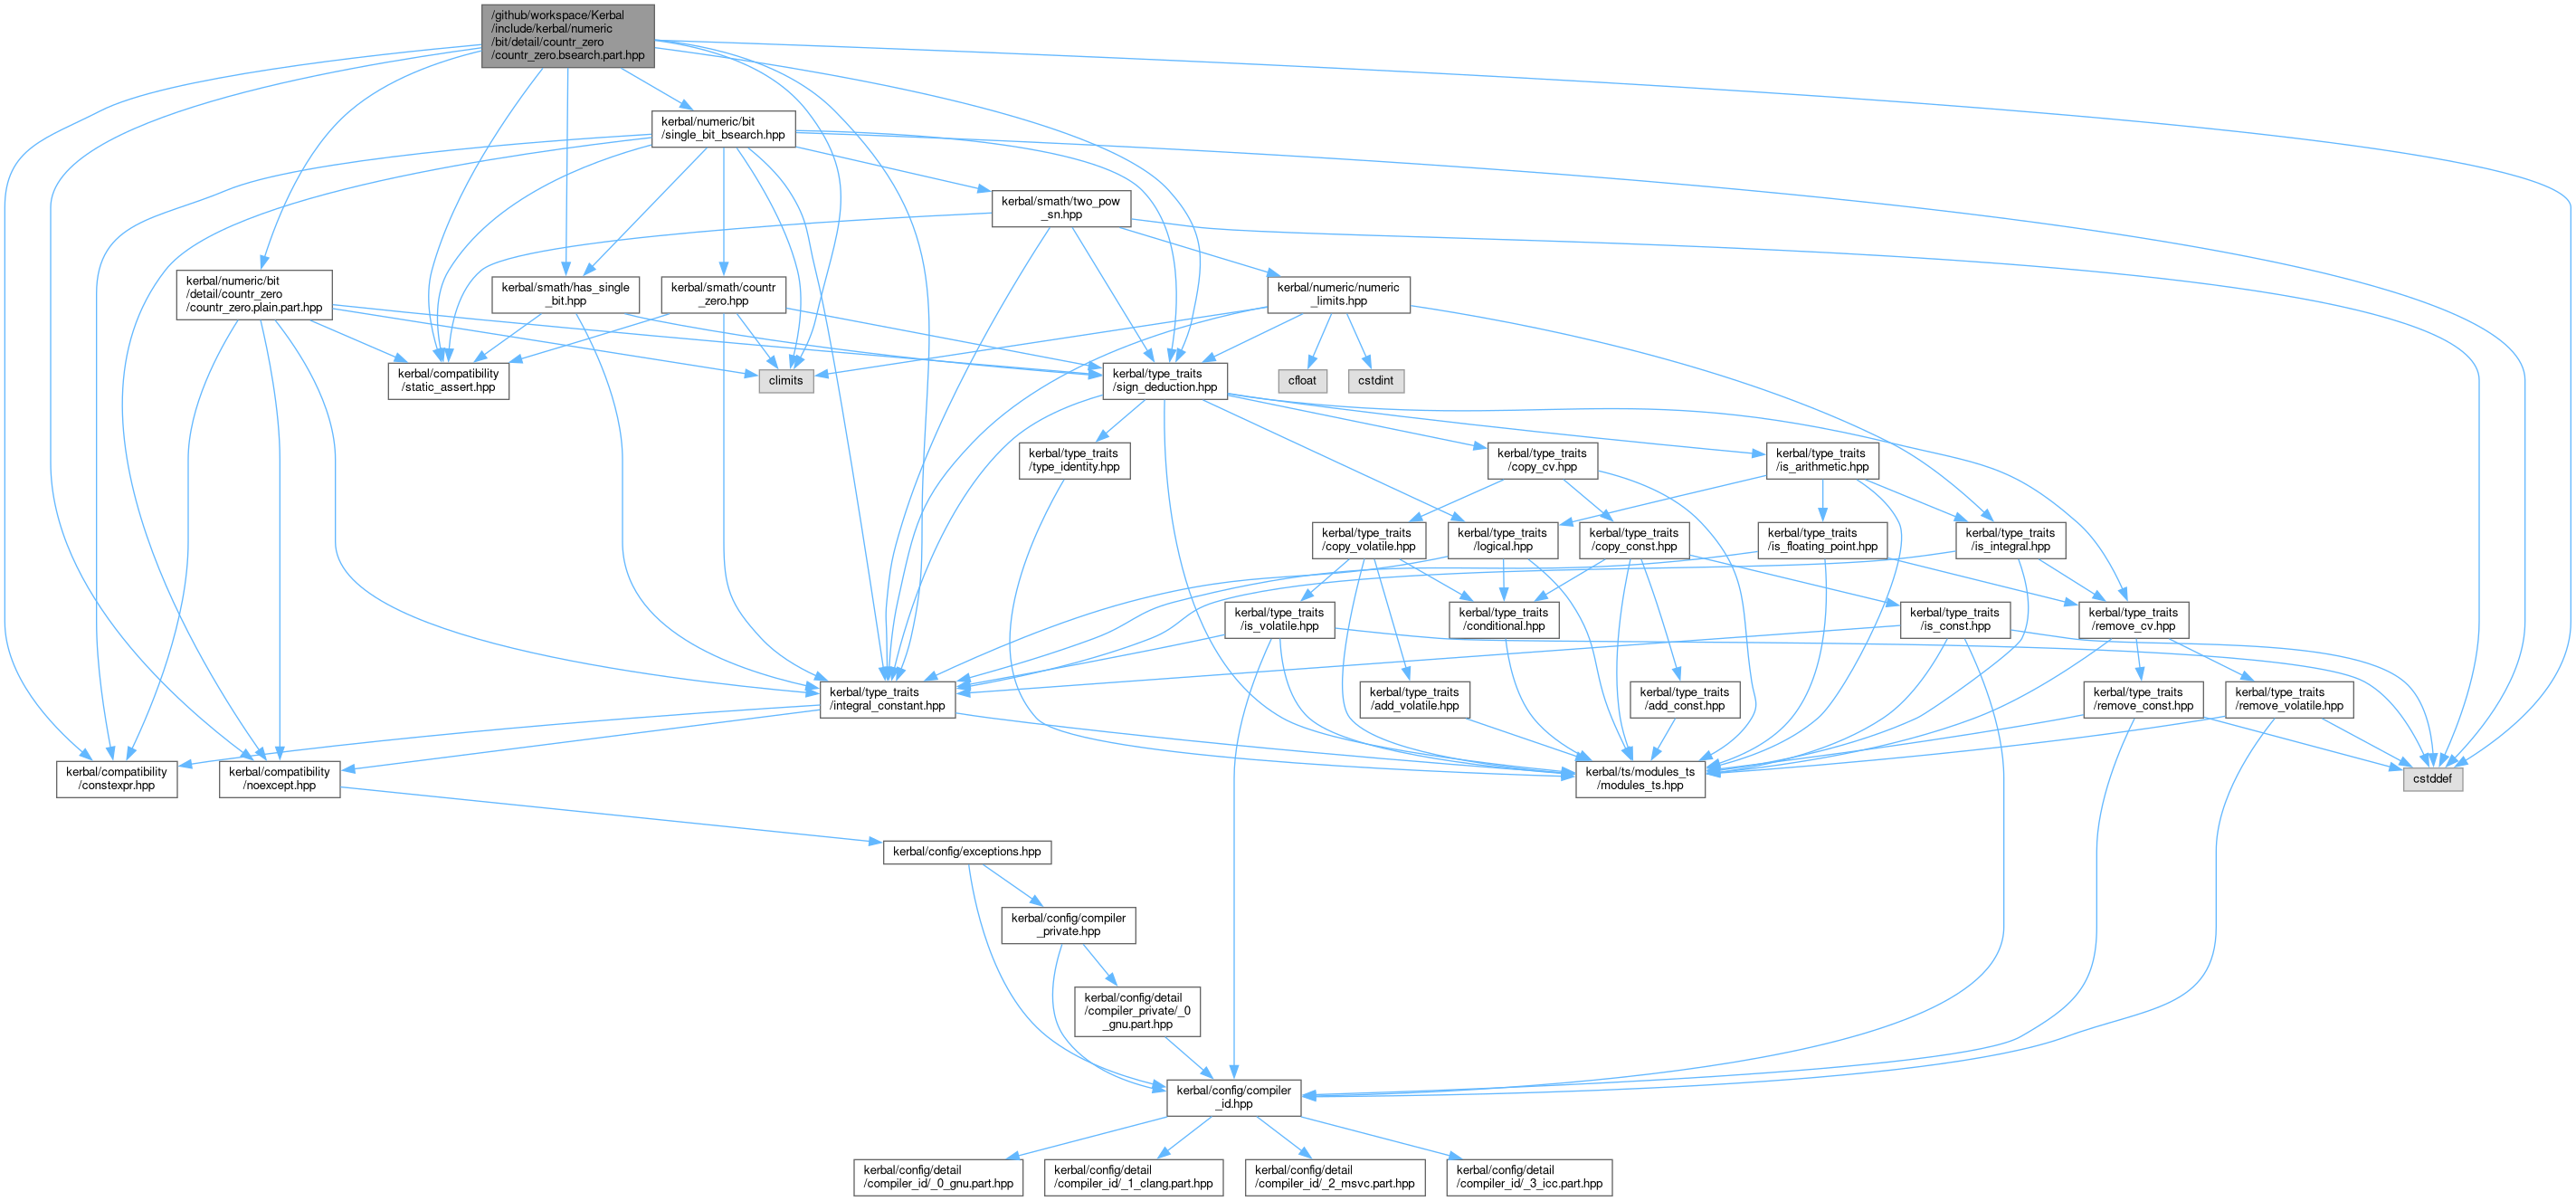 /github/workspace/Kerbal
/include/kerbal/numeric
/bit/detail/countr_zero
/countr_zero.bsearch.part.hpp
kerbal/numeric/bit
/single_bit_bsearch.hpp
kerbal/smath/two_pow
_sn.hpp
kerbal/numeric/bit
/detail/countr_zero
/countr_zero.plain.part.hpp
kerbal/smath/has_single
_bit.hpp
kerbal/smath/countr
_zero.hpp
kerbal/numeric/numeric
_limits.hpp
kerbal/compatibility
/static_assert.hpp
climits
kerbal/type_traits
/sign_deduction.hpp
cfloat
cstdint
kerbal/type_traits
/type_identity.hpp
kerbal/type_traits
/copy_cv.hpp
kerbal/type_traits
/is_arithmetic.hpp
kerbal/type_traits
/copy_volatile.hpp
kerbal/type_traits
/logical.hpp
kerbal/type_traits
/copy_const.hpp
kerbal/type_traits
/is_floating_point.hpp
kerbal/type_traits
/is_integral.hpp
kerbal/type_traits
/is_volatile.hpp
kerbal/type_traits
/conditional.hpp
kerbal/type_traits
/is_const.hpp
kerbal/type_traits
/remove_cv.hpp
kerbal/type_traits
/integral_constant.hpp
kerbal/type_traits
/add_volatile.hpp
kerbal/type_traits
/add_const.hpp
kerbal/type_traits
/remove_const.hpp
kerbal/type_traits
/remove_volatile.hpp
kerbal/compatibility
/constexpr.hpp
kerbal/compatibility
/noexcept.hpp
kerbal/ts/modules_ts
/modules_ts.hpp
cstddef
kerbal/config/exceptions.hpp
kerbal/config/compiler
_private.hpp
kerbal/config/detail
/compiler_private/_0
_gnu.part.hpp
kerbal/config/compiler
_id.hpp
kerbal/config/detail
/compiler_id/_0_gnu.part.hpp
kerbal/config/detail
/compiler_id/_1_clang.part.hpp
kerbal/config/detail
/compiler_id/_2_msvc.part.hpp
kerbal/config/detail
/compiler_id/_3_icc.part.hpp